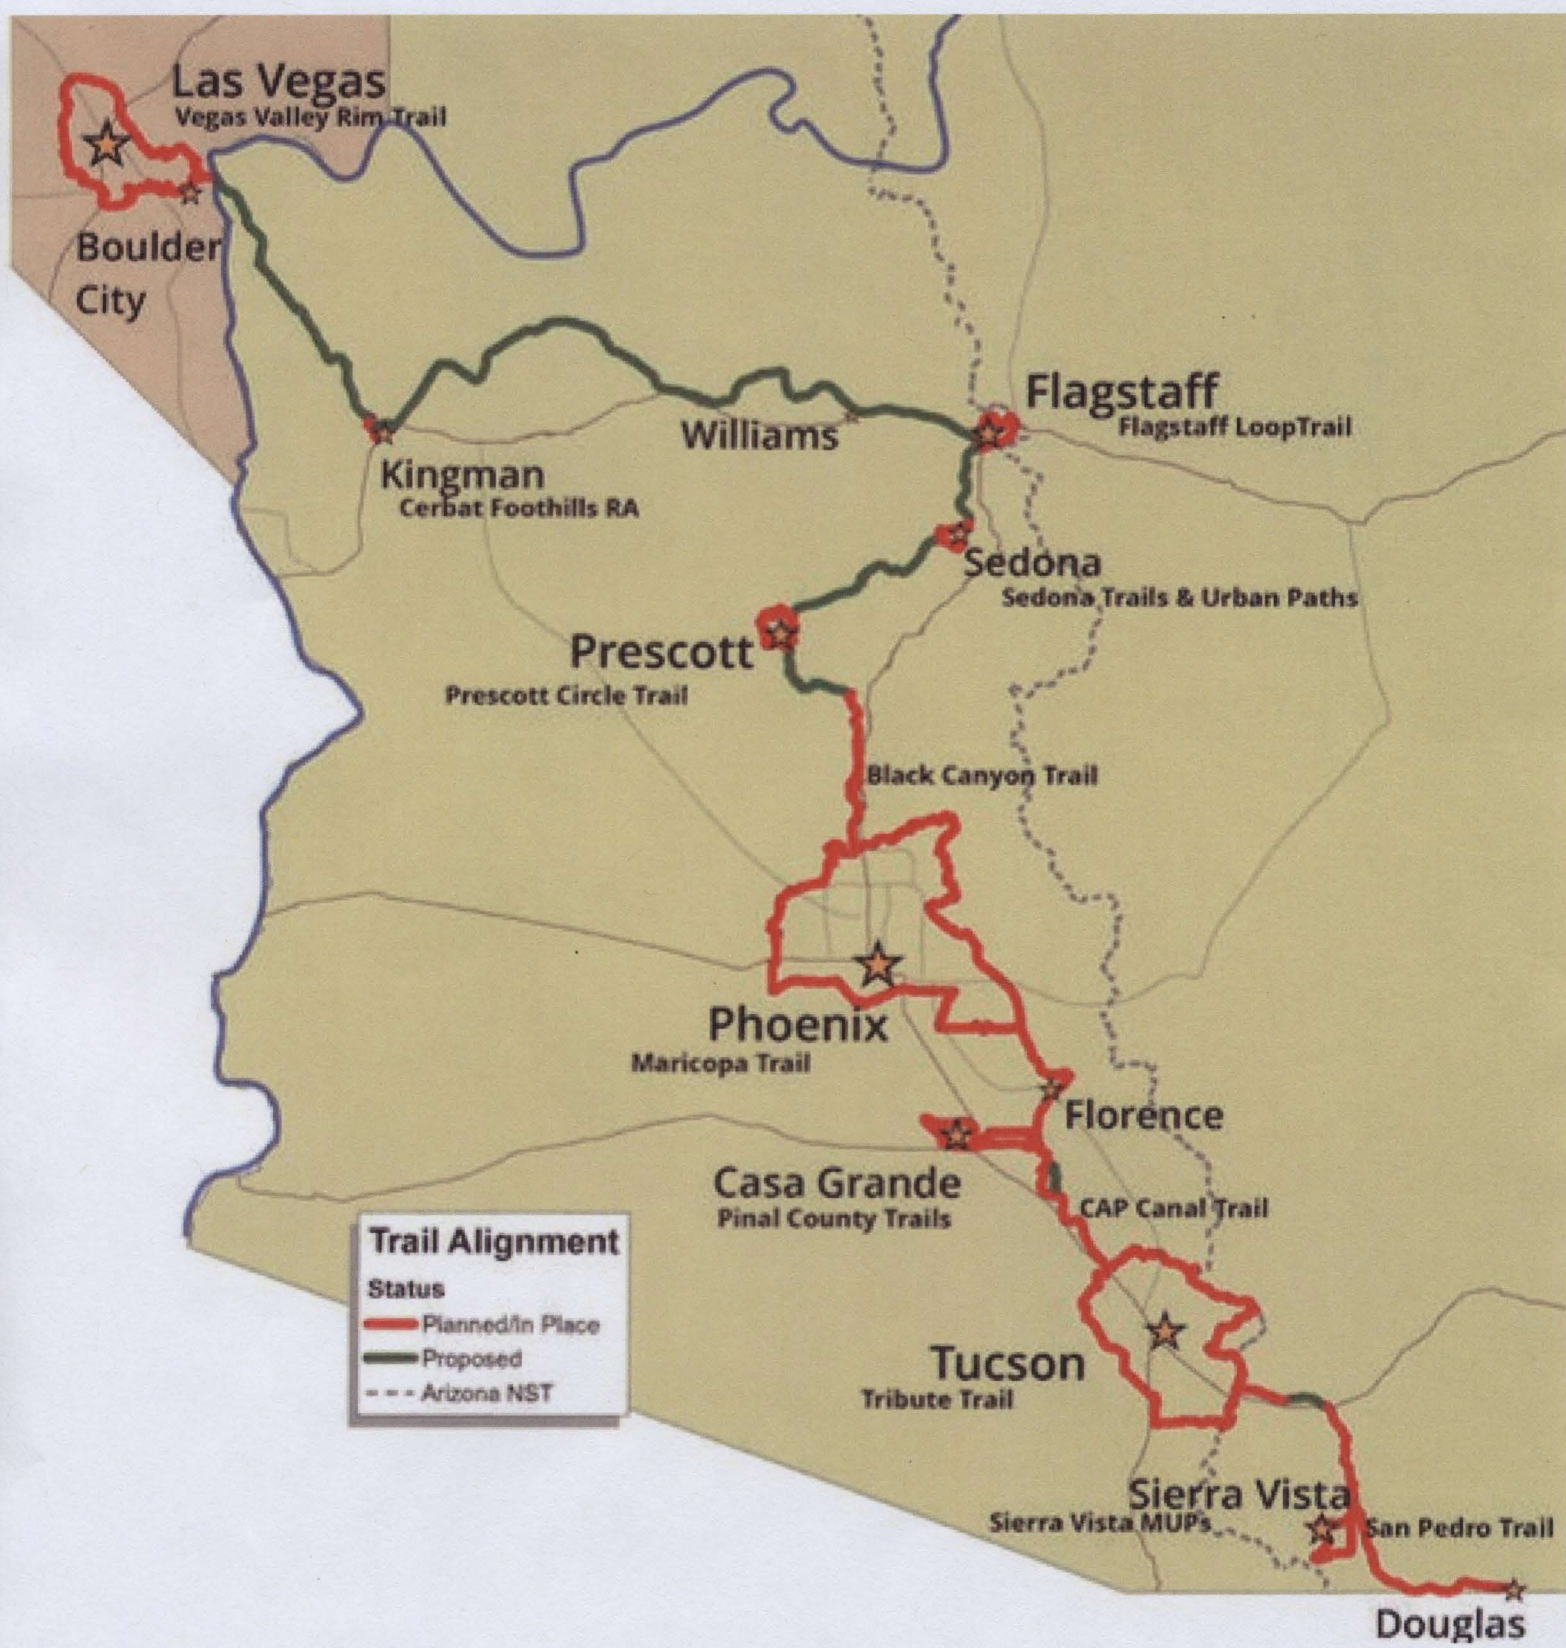 Las Vegas
Vegas Valley Rim Trail
Boulder
City
Flagstaff
Flagstaff LoopTrail
Williams
Kingman
Cerbat Foothills RA
Sedona
Sedona Trails & Urban Paths
Prescott
Prescott Circle Trail
Black Canyon Trail
Phoenix
Maricopa Trail
Florence
Casa Grande
Pinal County Trails
CAP Canal Trail
Trail Alignment
Status
Planned/In Place
Proposed
Arizona NST
Tucson
Tribute Trail
Sierra Vista
Sierra Vista MUPs
San Pedro Trail
Douglas